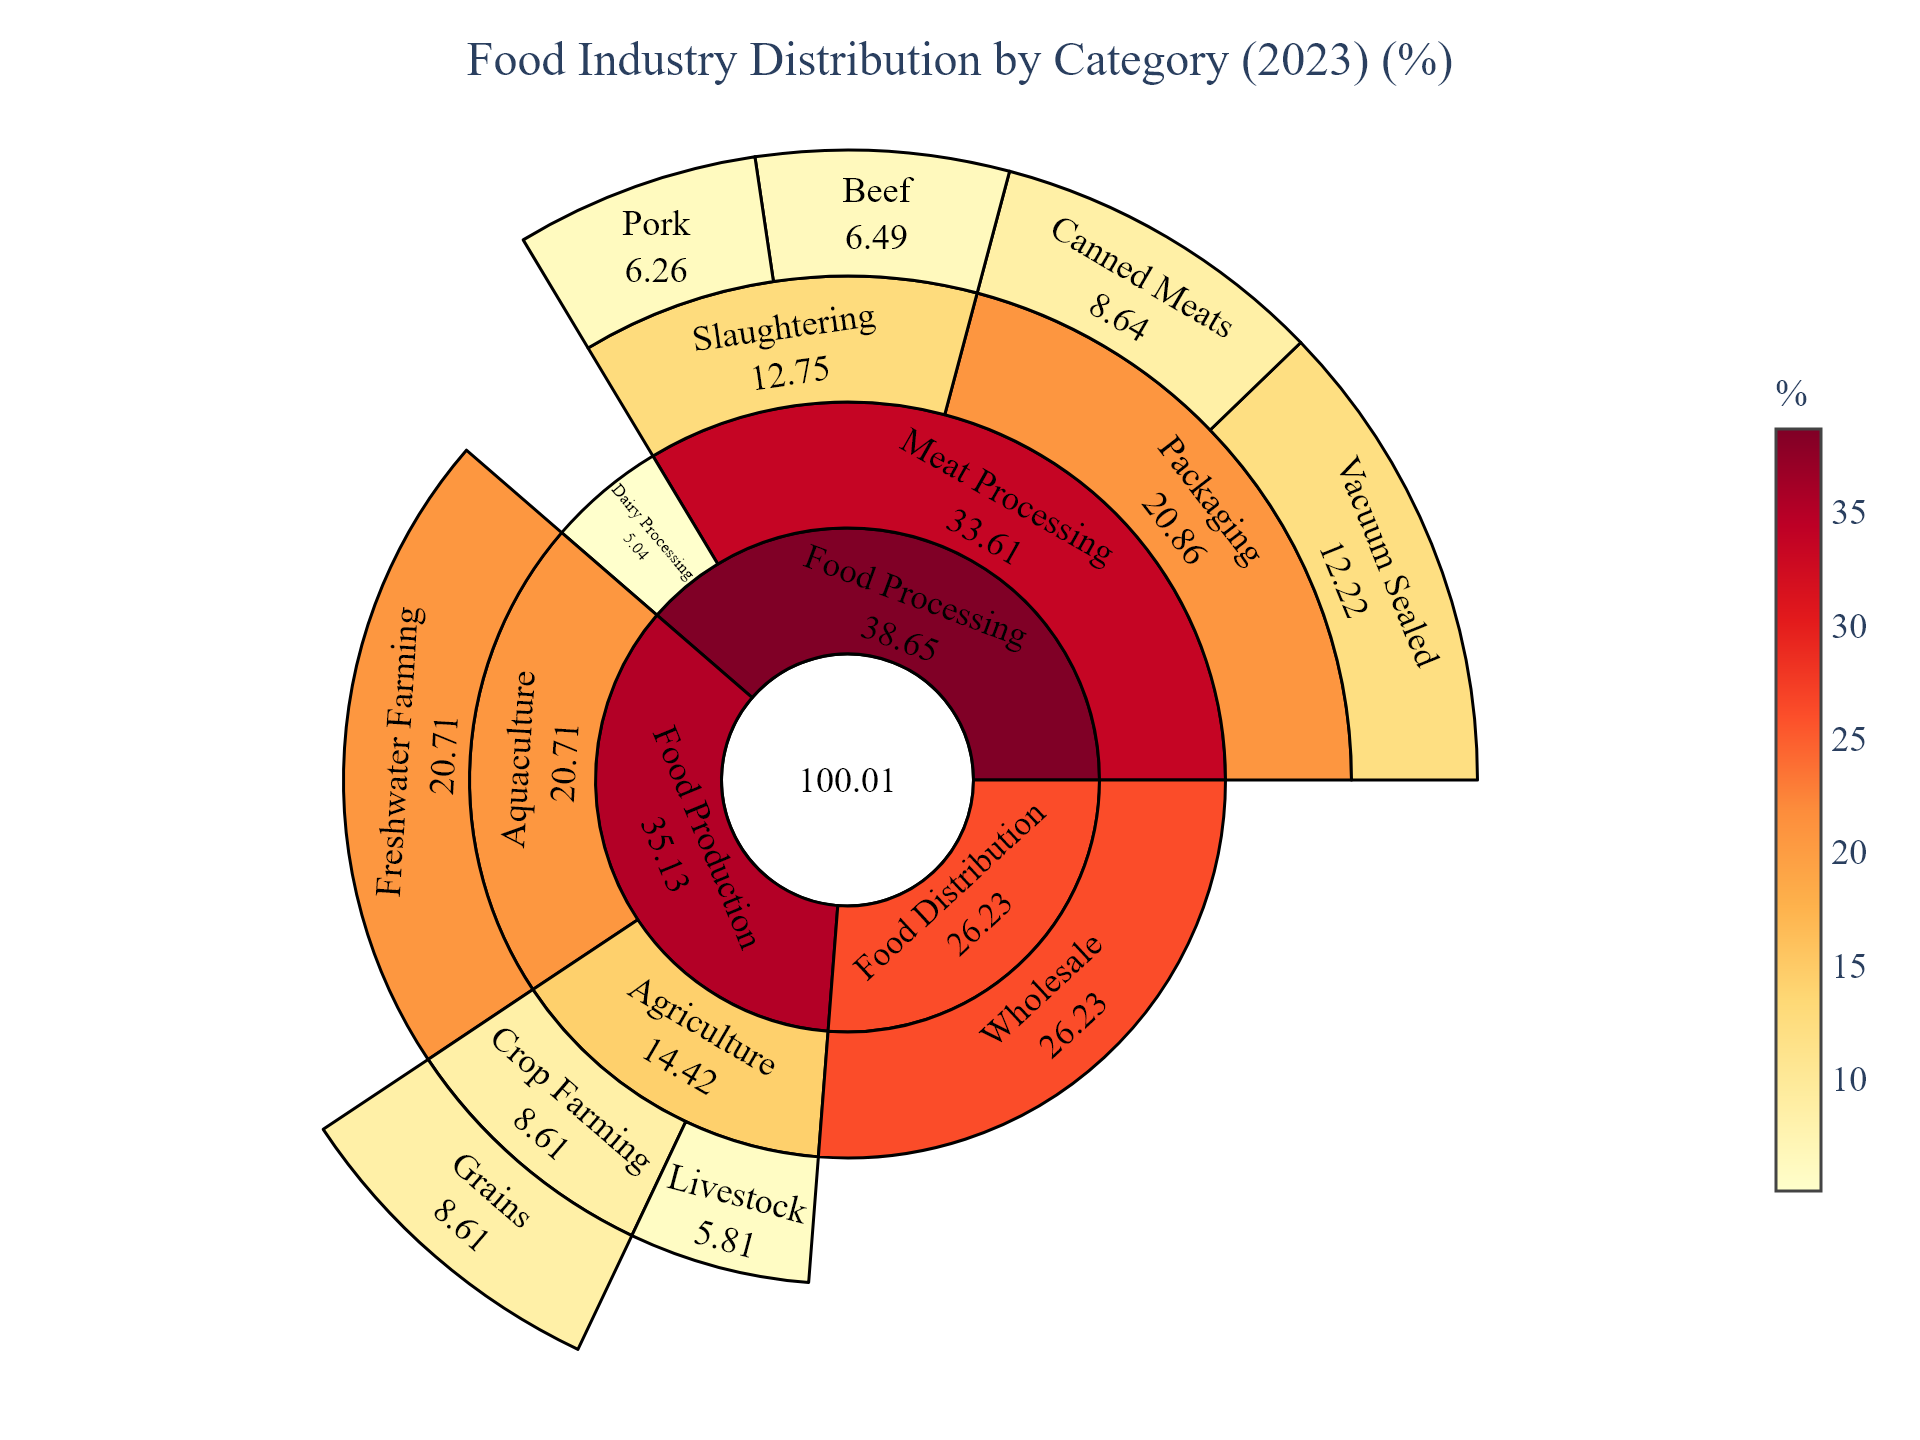 Food Industry Distribution by Category (2023) (%)
Pork
6.26
Beef
6.49
Canned Meats
8.64
Slaughtering
12.75
Packaging
20.86
Vacuum Sealed
12.22
Meat Processing
33.61
Dairy Processing
5.04
Food Processing
38.65
Freshwater Farming
20.71
Aquaculture
20.71
Food Production
35.13
100.01
Food Distribution
26.23
Wholesale
26.23
Agriculture
14.42
Crop Farming
8.61
Livestock
5.81
Grains
8.61
%
35
30
25
20
15
10